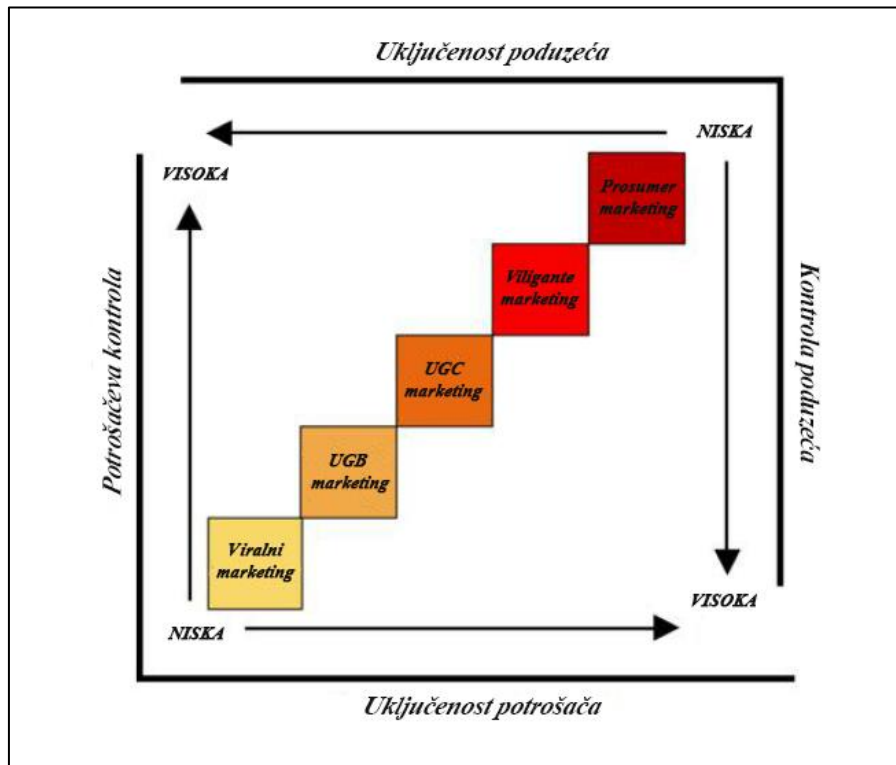 Uključenost poduzeća
NISKA
VISOKA
Prosumer
marketing
Viligante
marketing
Potrošačeva kontrola
Kontrola poduzeća
UGC
marketing
UGB
marketing
Viralni
marketing
VISOKA
NISKA
Uključenost potrošača